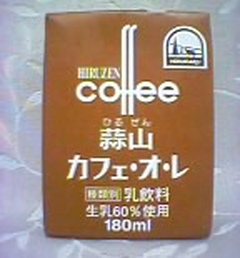 HIRUZEN
coffee
ひる ぜん
蒜山
カフェ・オ・レ
種類別 乳飲料
生乳60%使用
180ml